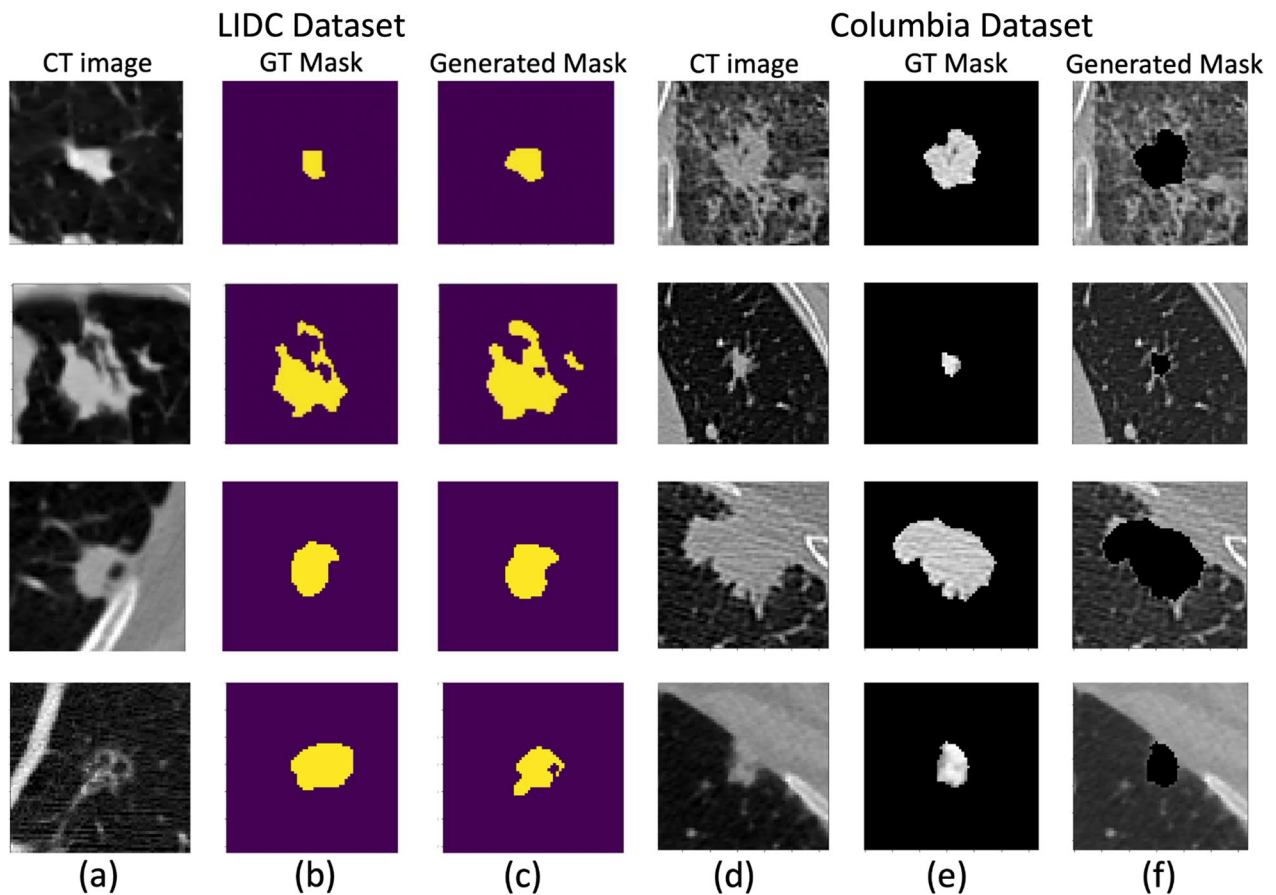 LIDC Dataset
Columbia Dataset
CT image
GT Mask
Generated Mask
CT image
GT Mask
Generated Mask
(a)
(b)
(c)
(d)
(e)
(f)